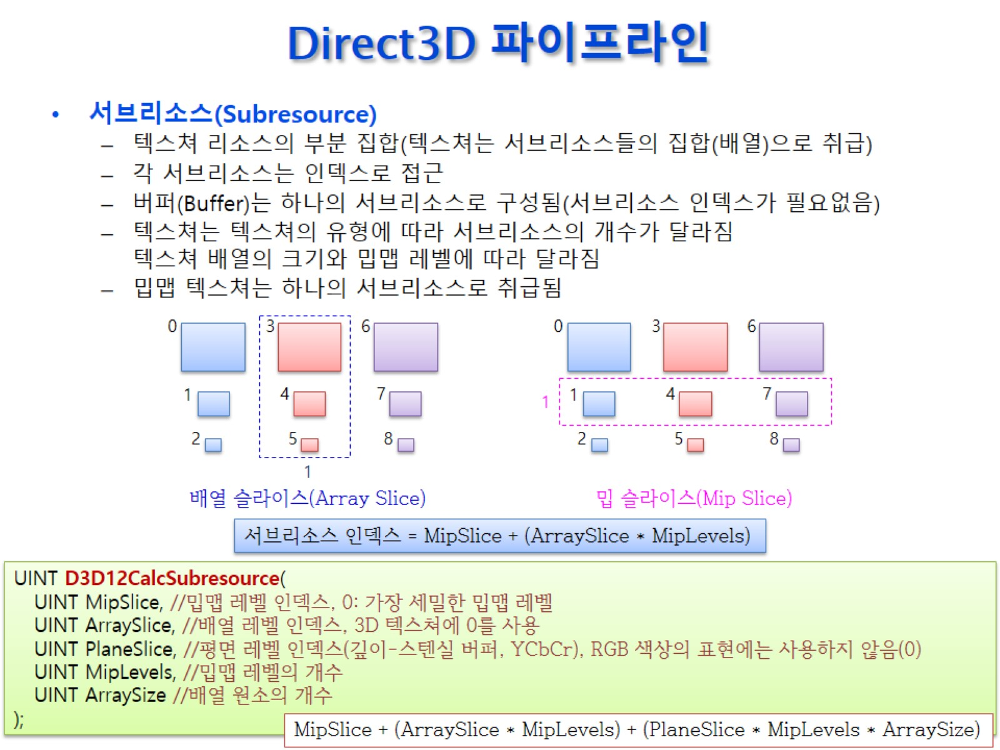 Direct3D 파이프라인
• 서브리소스(Subresource)
– 텍스쳐 리소스의 부분 집합(텍스쳐는 서브리소스들의 집합(배열)으로 취급)
– 각 서브리소스는 인덱스로 접근
– 버퍼(Buffer)는 하나의 서브리소스로 구성됨(서브리소스 인덱스가 필요없음)
– 텍스쳐는 텍스쳐의 유형에 따라 서브리소스의 개수가 달라짐
텍스쳐 배열의 크기와 밉맵 레벨에 따라 달라짐
– 밉맵 텍스쳐는 하나의 서브리소스로 취급됨
0 3 6
1 4 7
2 5 8
1
배열 슬라이스(Array Slice)
0 3 6
1 1 4 7
2 5 8
밉 슬라이스(Mip Slice)
서브리소스 인덱스 = MipSlice + (ArraySlice * MipLevels)
UINT D3D12CalcSubresource(
UINT MipSlice, //밉맵 레벨 인덱스, 0: 가장 세밀한 밉맵 레벨
UINT ArraySlice, //배열 레벨 인덱스, 3D 텍스쳐에 0를 사용
UINT PlaneSlice, //평면 레벨 인덱스(깊이-스텐실 버퍼, YCbCr), RGB 색상의 표현에는 사용하지 않음(0)
UINT MipLevels, //밉맵 레벨의 개수
UINT ArraySize //배열 원소의 개수
);
MipSlice + (ArraySlice * MipLevels) + (PlaneSlice * MipLevels * ArraySize)